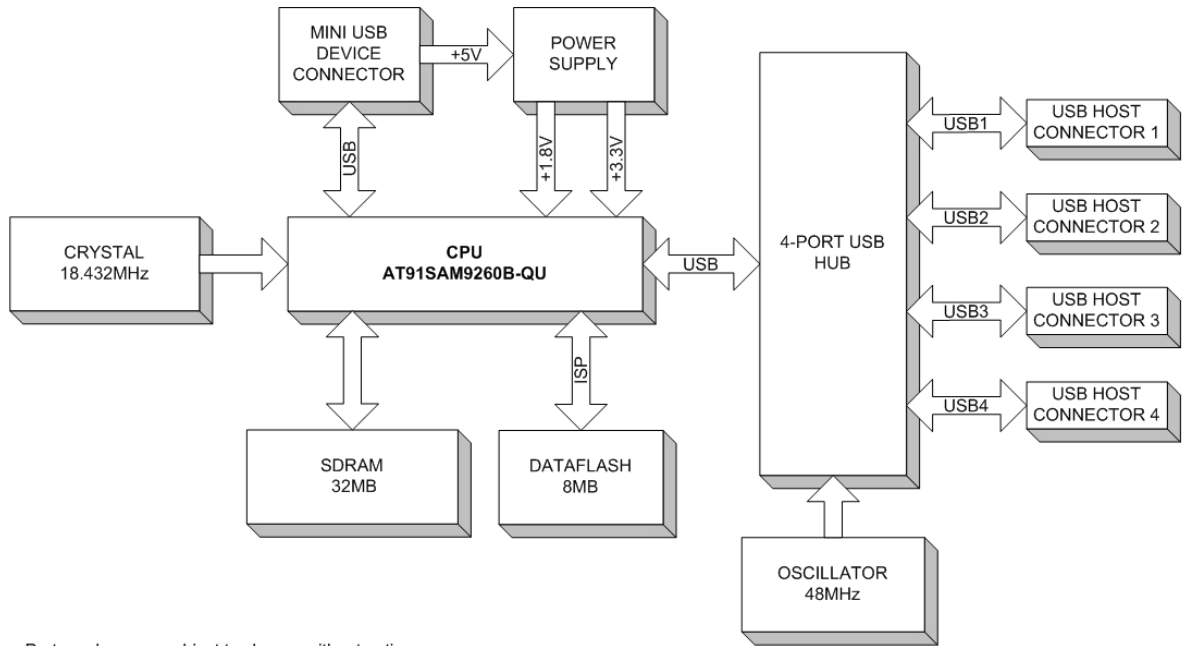 MINI USB
DEVICE
CONNECTOR
+5V
POWER
SUPPLY
USB
+1.8V
+3.3V
CRYSTAL
18.432MHz
CPU
AT91SAM9260B-QU
USB
4-PORT USB
HUB
USB1
USB HOST
CONNECTOR 1
USB2
USB HOST
CONNECTOR 2
USB3
USB HOST
CONNECTOR 3
USB4
USB HOST
CONNECTOR 4
ISP
SDRAM
32MB
DATAFLASH
8MB
OSCILLATOR
48MHz